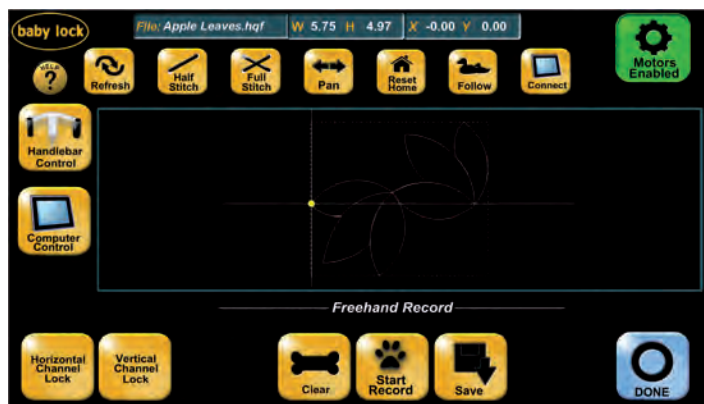 baby lock
File: Apple Leaves.hqf W 5.75 H 4.97 X -0.00 Y 0.00
Motors
Enabled
HELP
?
Refresh
Half
Stitch
Full
Stitch
Pan
Reset
Home
Follow
Connect
Handlebar
Control
Computer
Control
Freehand Record
Horizontal
Channel
Lock
Vertical
Channel
Lock
Clear
Start
Record
Save
DONE